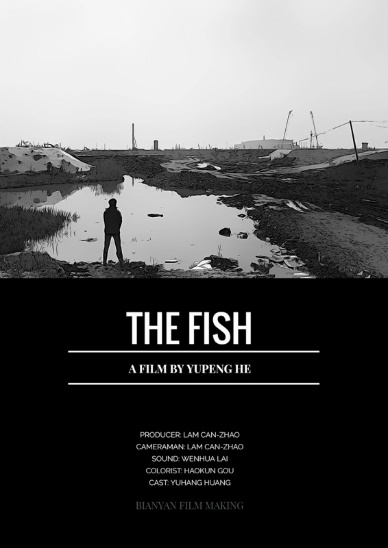 THE FISH
A FILM BY YUPENG HE
PRODUCER: LAM CAN-ZHAO
CAMERAMAN: LAM CAN-ZHAO
SOUND: WENHUA LAI
COLORIST: HAOKUN GOU
CAST: YUHANG HUANG
BIANYAN FILM MAKING